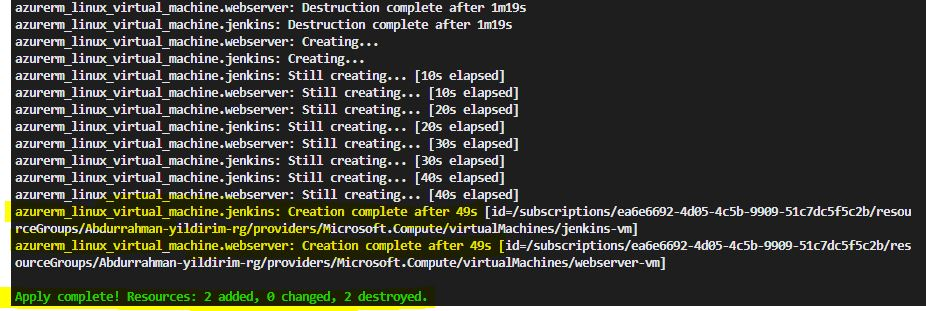 azurerm_linux_virtual_machine.webserver: Destruction complete after 1m19s
azurerm_linux_virtual_machine.jenkins: Destruction complete after 1m19s
azurerm_linux_virtual_machine.webserver: Creating...
azurerm_linux_virtual_machine.jenkins: Creating...
azurerm_linux_virtual_machine.jenkins: Still creating... [10s elapsed]
azurerm_linux_virtual_machine.webserver: Still creating... [10s elapsed]
azurerm_linux_virtual_machine.webserver: Still creating... [20s elapsed]
azurerm_linux_virtual_machine.jenkins: Still creating... [20s elapsed]
azurerm_linux_virtual_machine.webserver: Still creating... [30s elapsed]
azurerm_linux_virtual_machine.jenkins: Still creating... [30s elapsed]
azurerm_linux_virtual_machine.jenkins: Still creating... [40s elapsed]
azurerm_linux_virtual_machine.webserver: Still creating... [40s elapsed]
azurerm_linux_virtual_machine.jenkins: Creation complete after 49s [id=/subscriptions/ea6e6692-4d05-4c5b-9909-51c7dc5f5c2b/resou
rceGroups/Abdurrahman-yildirim-rg/providers/Microsoft.Compute/virtualMachines/jenkins-vm]
azurerm_linux_virtual_machine.webserver: Creation complete after 49s [id=/subscriptions/ea6e6692-4d05-4c5b-9909-51c7dc5f5c2b/res
ourceGroups/Abdurrahman-yildirim-rg/providers/Microsoft.Compute/virtualMachines/webserver-vm]
Apply complete! Resources: 2 added, 0 changed, 2 destroyed.